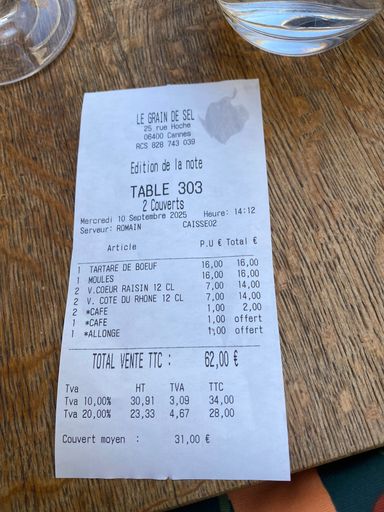 LE GRAIN DE SEL
25 rue Hoche
06400 Cannes
RCS 828 743 039
Edition de la note
TABLE 303
2 Couverts
Mercredi 10 Septembre 2025 Heure: 14:12
Serveur: ROMAIN CAISSE02
Article P.U € Total €
1 TARTARE DE BOEUF 16,00 16,00
1 MOULES 16,00 16,00
2 V.COEUR RAISIN 12 CL 7,00 14,00
2 V. COTE DU RHONE 12 CL 7,00 14,00
2 *CAFE 1,00 2,00
1 *CAFE 1,00 offert
1 *ALLONGE 1,00 offert
TOTAL VENTE TTC : 62,00 €
Tva HT TVA TTC
Tva 10,00% 30,91 3,09 34,00
Tva 20,00% 23,33 4,67 28,00
Couvert moyen : 31,00 €